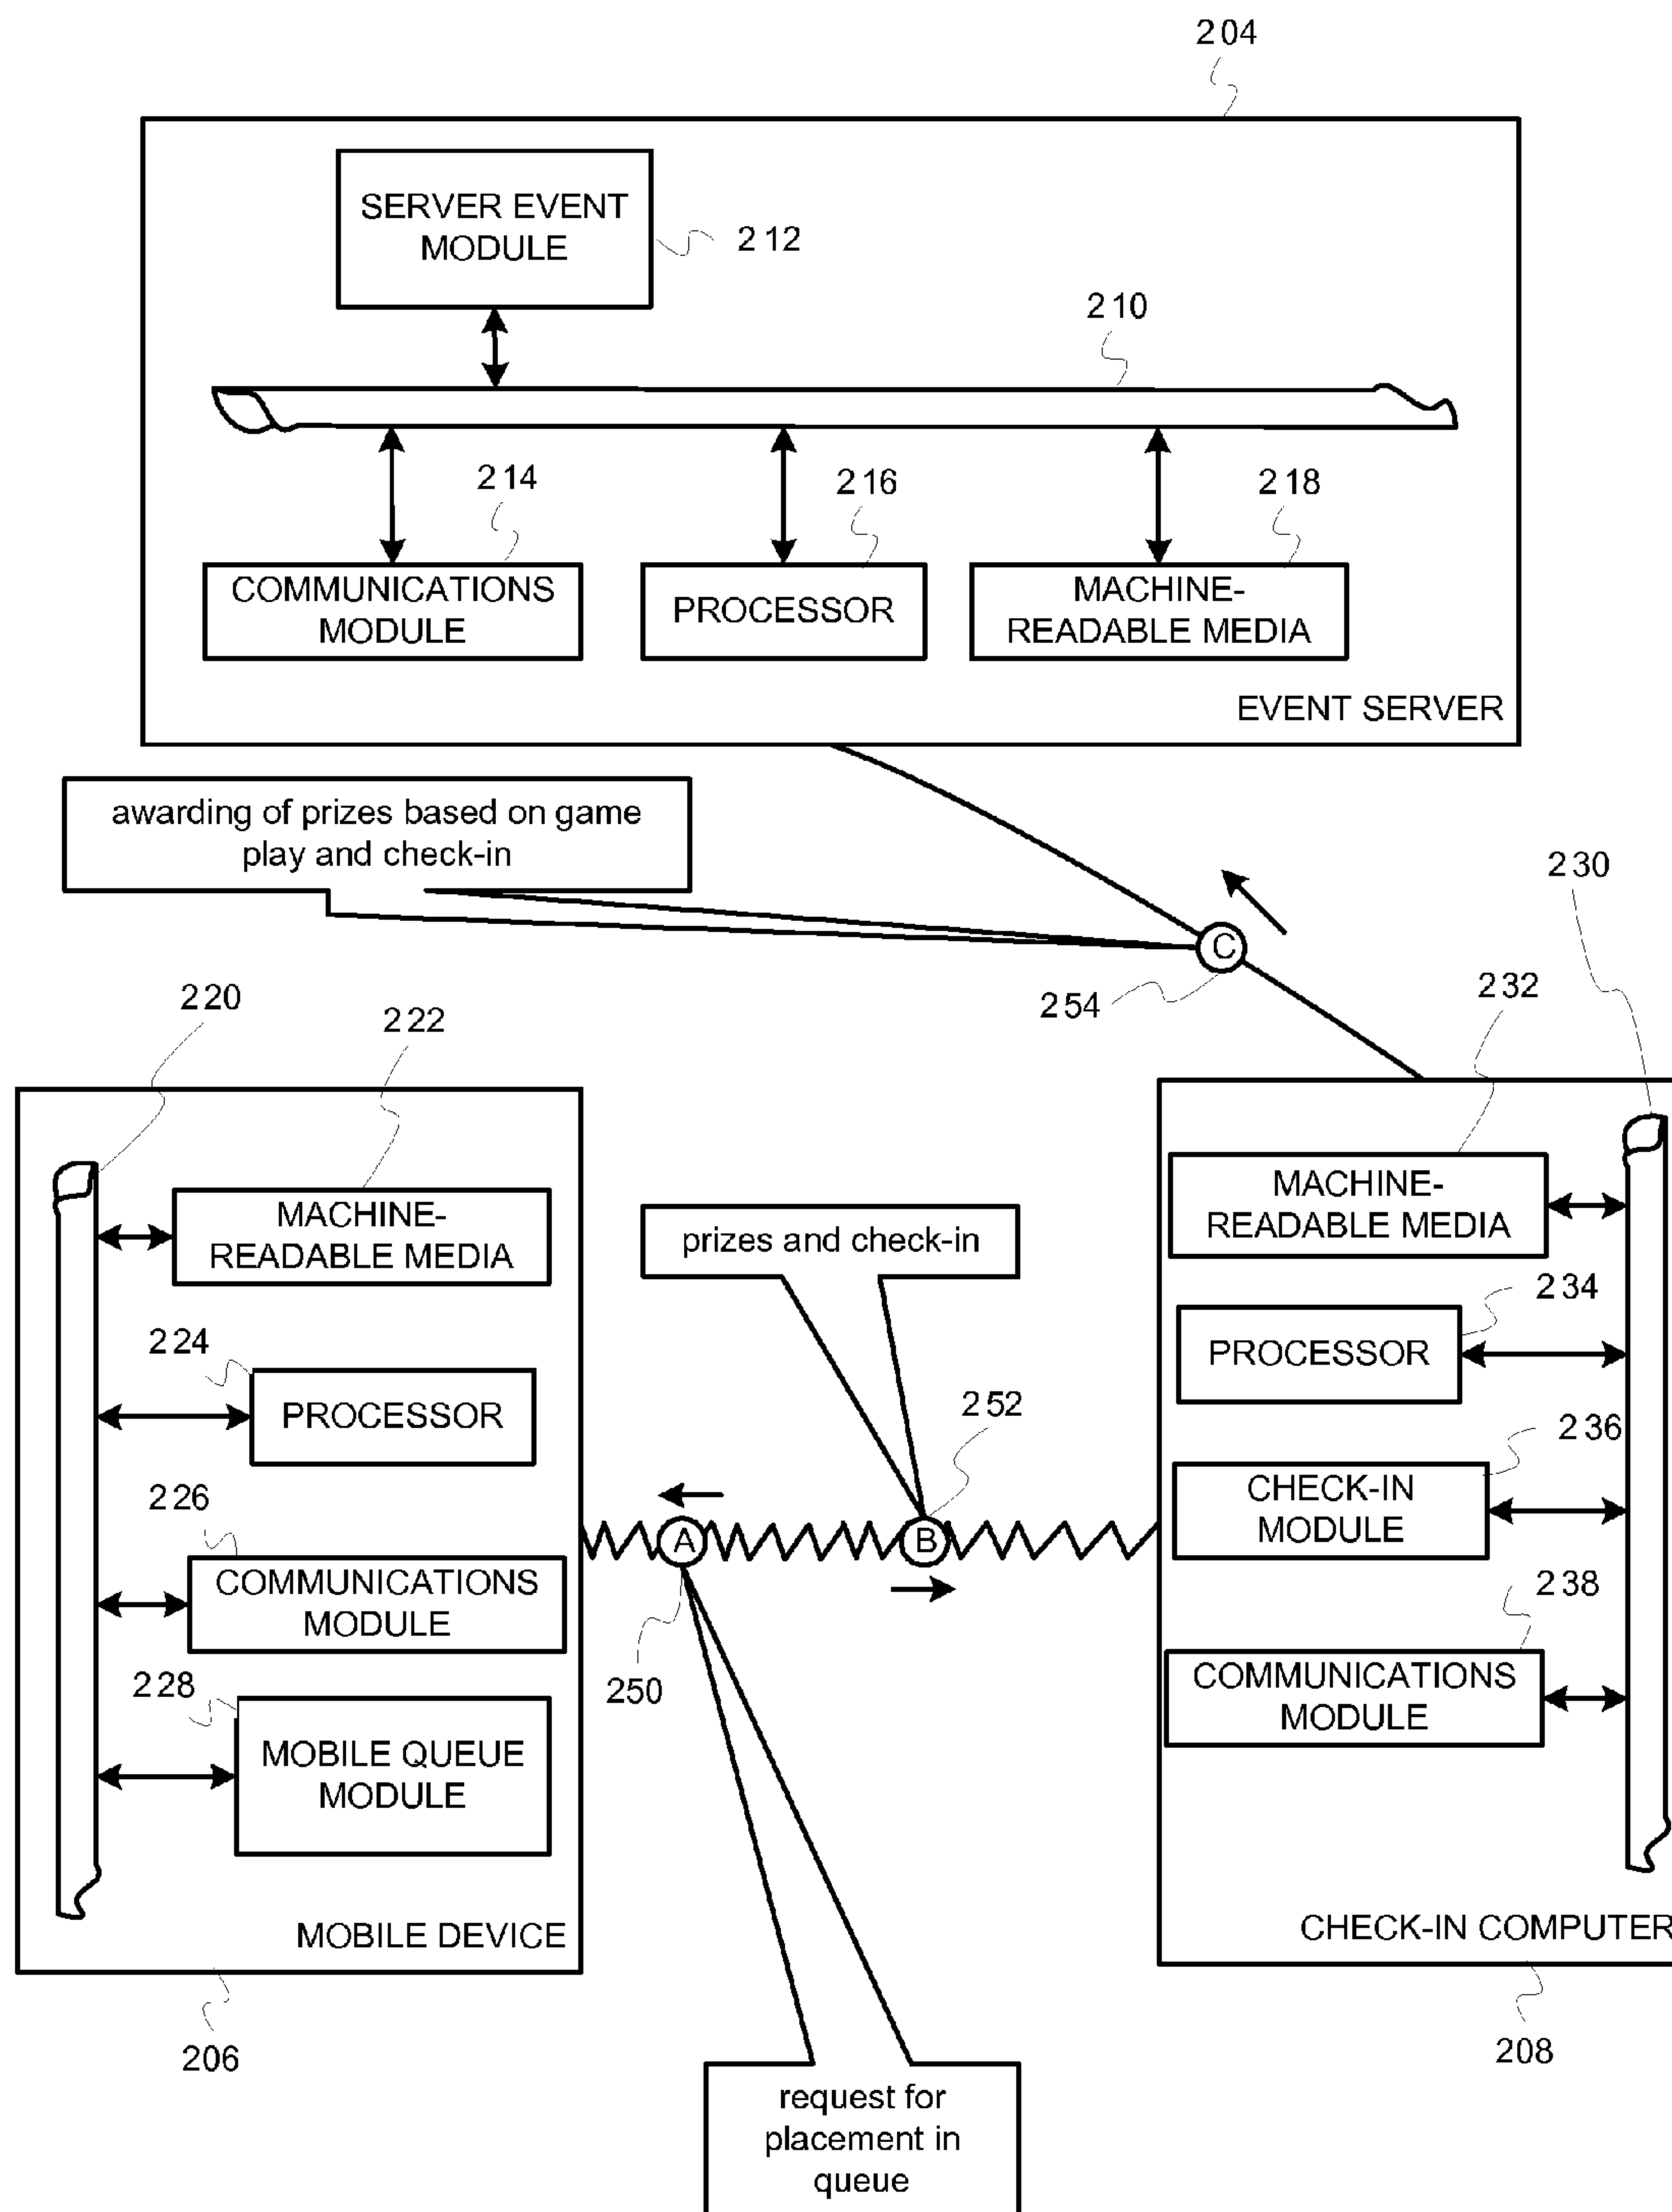 204
SERVER EVENT
MODULE
212
210
214
216
218
COMMUNICATIONS
MODULE
PROCESSOR
MACHINE-
READABLE MEDIA
EVENT SERVER
awarding of prizes based on game
play and check-in
230
C
254
232
220
222
MACHINE-
READABLE MEDIA
MACHINE-
READABLE MEDIA
prizes and check-in
234
PROCESSOR
224
PROCESSOR
252
236
CHECK-IN
MODULE
226
A
B
COMMUNICATIONS
MODULE
238
COMMUNICATIONS
MODULE
228
250
MOBILE QUEUE
MODULE
MOBILE DEVICE
CHECK-IN COMPUTER
206
208
request for
placement in
queue